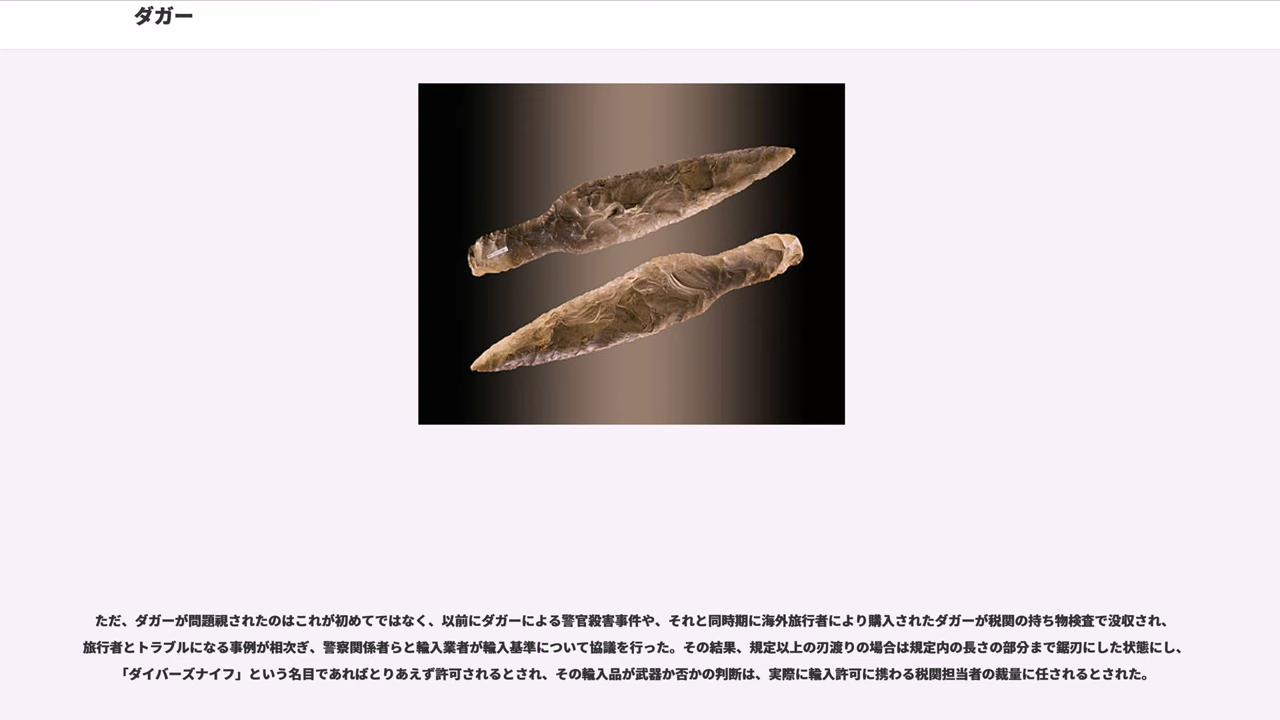 ダガー
ただ、ダガーが問題視されたのはこれが初めてではなく、以前にダガーによる警官殺害事件や、それと同時期に海外旅行者により購入されたダガーが税関の持ち物検査で没収され、
旅行者とトラブルになる事例が相次ぎ、警察関係者らと輸入業者が輸入基準について協議を行った。その結果、規定以上の刃渡りの場合は規定内の長さの部分まで鋸刃にした状態にし、
「ダイバーズナイフ」という名目であればとりあえず許可されるとされ、その輸入品が武器か否かの判断は、実際に輸入許可に携わる税関担当者の裁量に任されるとされた。